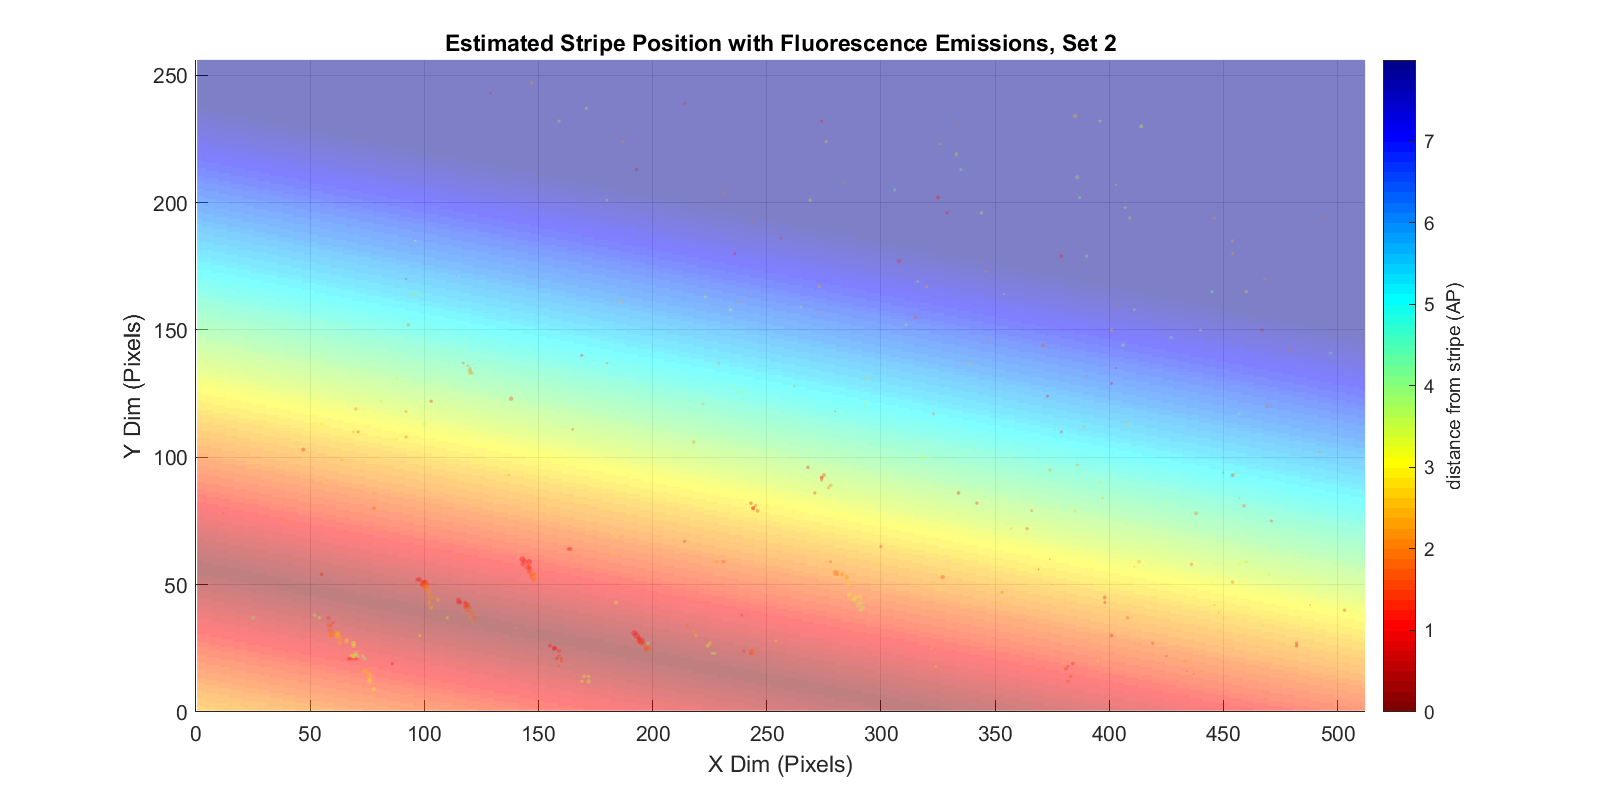 Estimated Stripe Position with Fluorescence Emissions, Set 2
250
200
150
100
50
0
Y Dim (Pixels)
0 50 100 150 200 250 300 350 400 450 500
X Dim (Pixels)
7
6
5
4
3
2
1
0
distance from stripe (AP)